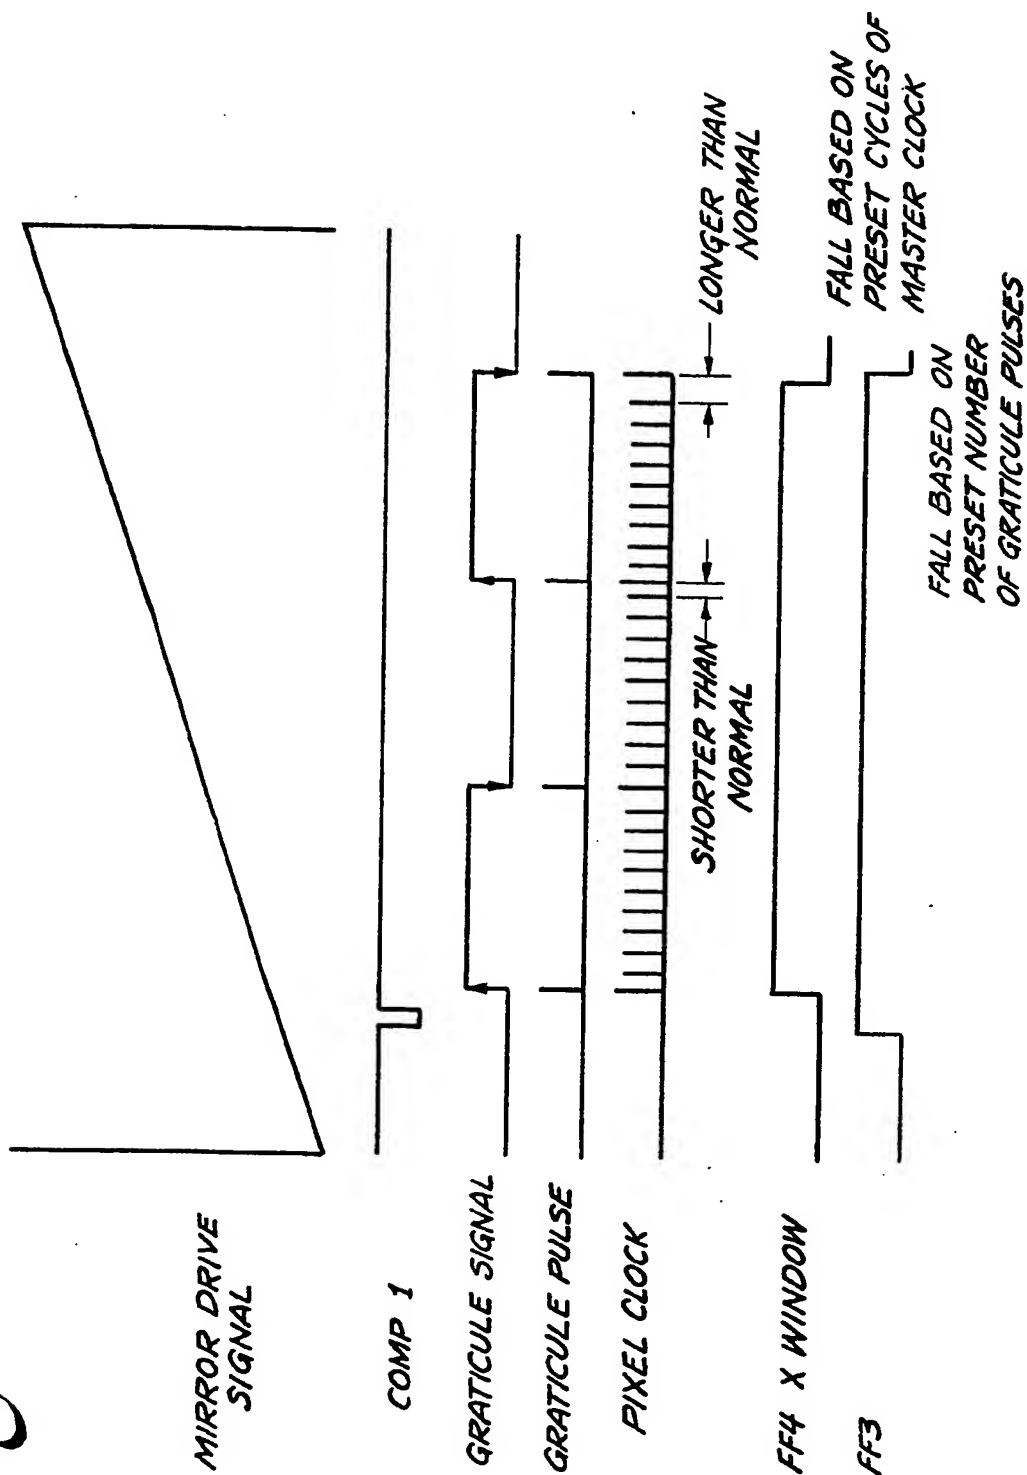 MIRROR DRIVE
SIGNAL
COMP 1
GRATICULE SIGNAL
GRATICULE PULSE
PIXEL CLOCK
SHORTER THAN
NORMAL
LONGER THAN
NORMAL
FF4 X WINDOW
FALL BASED ON
PRESET CYCLES OF
MASTER CLOCK
FF3
FALL BASED ON
PRESET NUMBER
OF GRATICULE PULSES